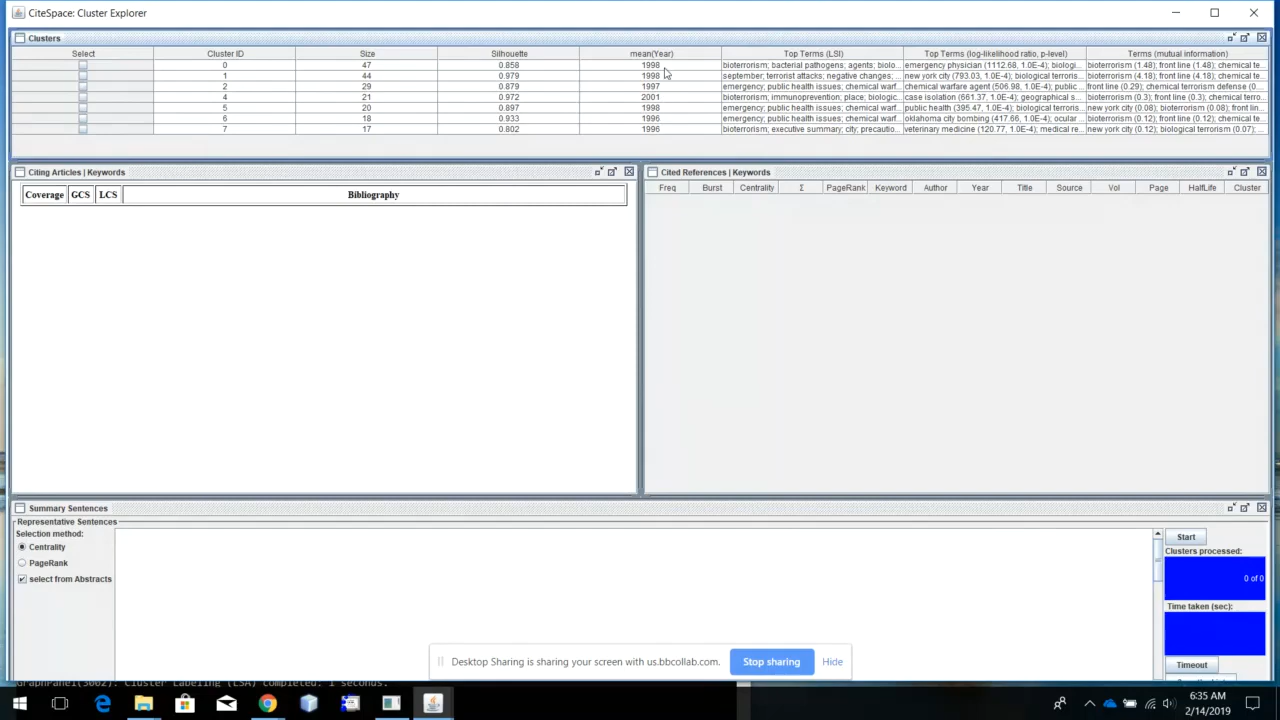 CiteSpace: Cluster Explorer
Clusters
Select Cluster ID Size Silhouette mean(Year) Top Terms (LSI) Top Terms (log-likelihood ratio, p-level) Terms (mutual information)
0 47 0.858 1998 bioterrorism; bacterial pathogens; agents; biolo... emergency physician (1112.68, 1.0E-4); biologi... bioterrorism (1.48); front line (1.48); chemical te...
1 44 0.979 1998 september; terrorist attacks; negative changes; ... new york city (793.03, 1.0E-4); biological terroris... bioterrorism (4.18); front line (4.18); chemical te...
2 29 0.879 1997 emergency; public health issues; chemical warf... chemical warfare agent (506.98, 1.0E-4); public ... front line (0.29); chemical terrorism defense (0....
4 21 0.972 2001 bioterrorism; immunoprevention; place; biologic... case isolation (661.37, 1.0E-4); geographical s... bioterrorism (0.3); front line (0.3); chemical terro...
5 20 0.897 1998 emergency; public health issues; chemical warf... public health (395.47, 1.0E-4); biological terroris... new york city (0.08); bioterrorism (0.08); front lin...
6 18 0.933 1996 emergency; public health issues; chemical warf... oklahoma city bombing (417.66, 1.0E-4); ocular ... bioterrorism (0.12); front line (0.12); chemical te...
7 17 0.802 1996 bioterrorism; executive summary; city; precautio... veterinary medicine (120.77, 1.0E-4); medical re... new york city (0.12); biological terrorism (0.07); ...
Citing Articles | Keywords
Coverage GCS LCS Bibliography
Cited References | Keywords
Freq Burst Centrality Σ PageRank Keyword Author Year Title Source Vol Page HalfLife Cluster
Summary Sentences
Representative Sentences
Selection method:
Centrality
PageRank
select from Abstracts
Start
Clusters processed:
0 of 0
Time taken (sec):
Timeout
Desktop Sharing is sharing your screen with us.bbcollab.com. Stop sharing Hide
GraphPanel(3002): Cluster Labeling (LSA) completed: 1 seconds.
6:35 AM
2/14/2019